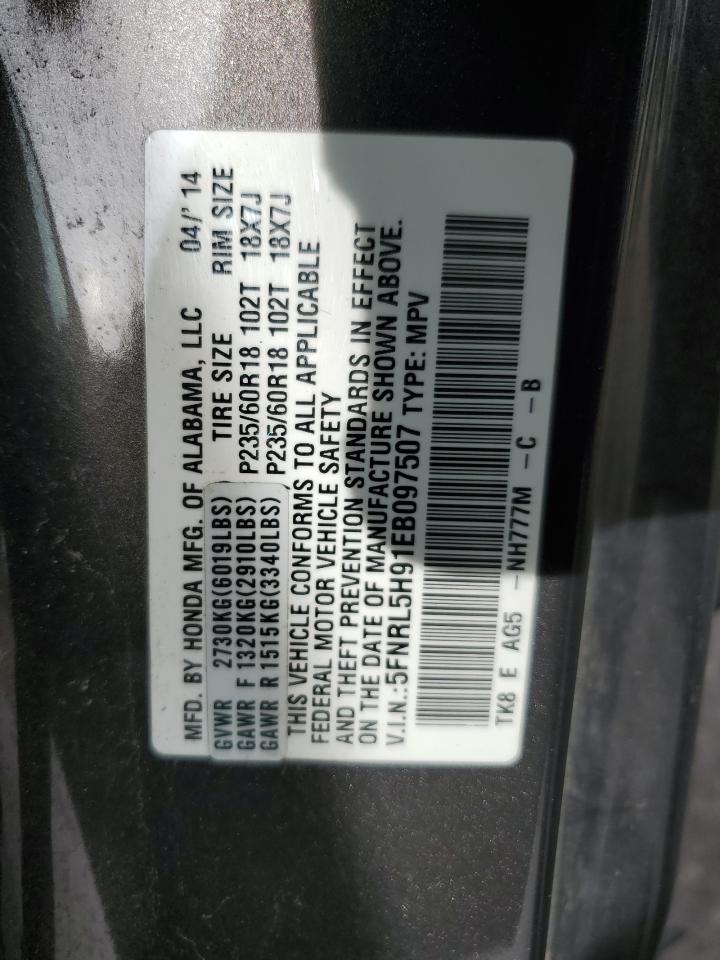 MFD. BY HONDA MFG. OF ALABAMA, LLC 04/' 14
GVWR 2730KG(6019LBS) TIRE SIZE RIM SIZE
GAWR F 1320KG(2910LBS) P235/60R18 102T 18X7J
GAWR R 1515KG(3340LBS) P235/60R18 102T 18X7J
THIS VEHICLE CONFORMS TO ALL APPLICABLE
FEDERAL MOTOR VEHICLE SAFETY
AND THEFT PREVENTION STANDARDS IN EFFECT
ON THE DATE OF MANUFACTURE SHOWN ABOVE.
V.I.N.:5FNRL5H91EB097507 TYPE: MPV
TK8 E AG5 -NH777M -C -B